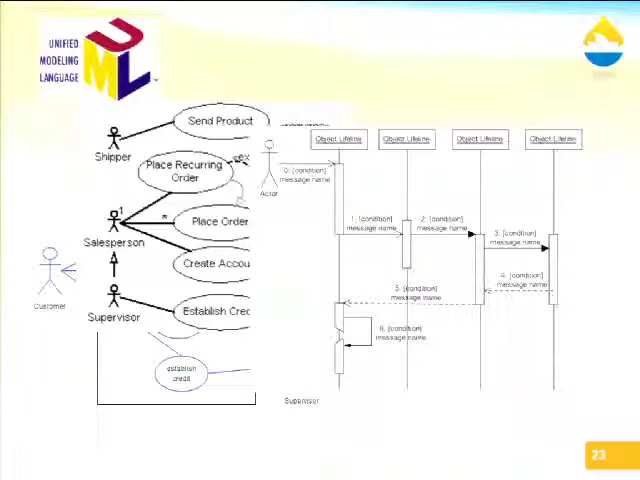 UNIFIED
MODELING
LANGUAGE
UML
Send Product
Shipper
Place Recurring
Order
Salesperson
1
*
Place Order
Create Accou
Customer
Supervisor
Establish Cred
establish
credit
Supervisor
Actor
Object Lifeline
Object Lifeline
Object Lifeline
Object Lifeline
0: [condition]
message name
1: [condition]
message name
2: [condition]
message name
3: [condition]
message name
4: [condition]
message name
5: [condition]
message name
6: [condition]
message name
23